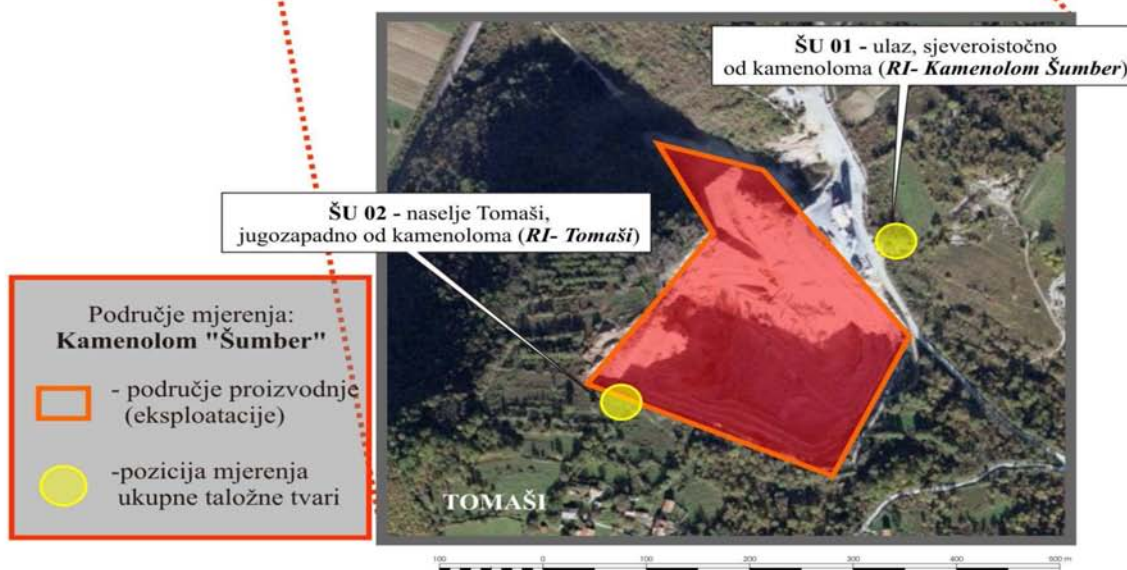 ŠU 01 - ulaz, sjeveroistočno
od kamenoloma (RI- Kamenolom Šumber)
ŠU 02 - naselje Tomaši,
jugozapadno od kamenoloma (RI- Tomaši)
Područje mjerenja:
Kamenolom "Šumber"
- područje proizvodnje
(eksploatacije)
-pozicija mjerenja
ukupne taložne tvari
TOMAŠI
100 0 100 200 300 400 500 m